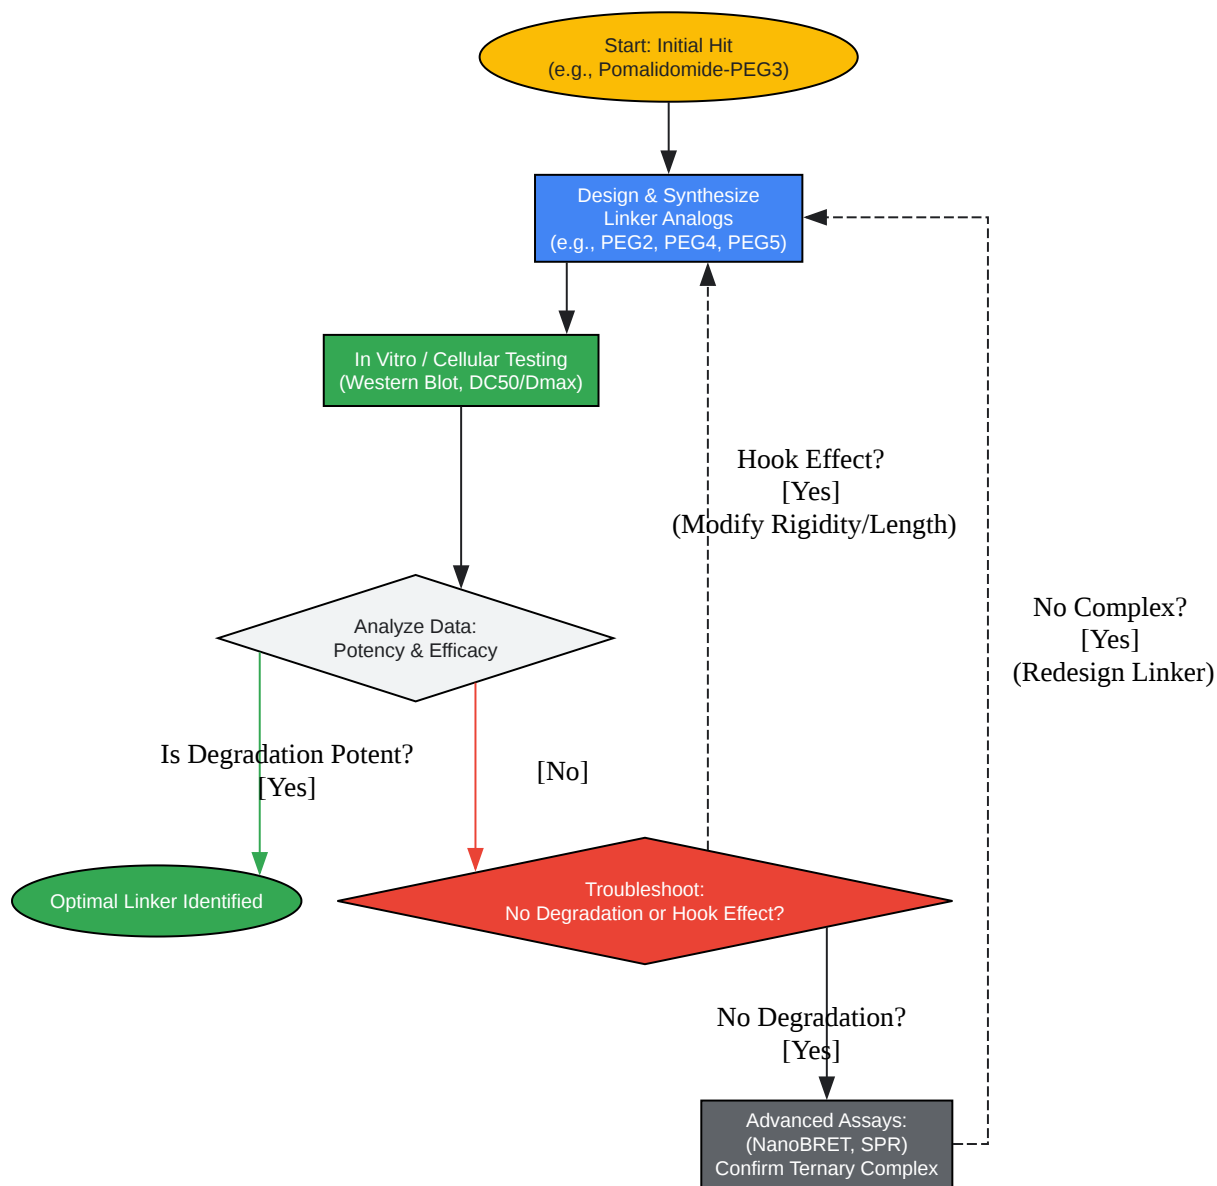 Start: Initial Hit
(e.g., Pomalidomide-PEG3)
Design & Synthesize
Linker Analogs
(e.g., PEG2, PEG4, PEG5)
In Vitro / Cellular Testing
(Western Blot, DC50/Dmax)
Hook Effect?
[Yes]
(Modify Rigidity/Length)
No Complex?
[Yes]
(Redesign Linker)
Analyze Data:
Potency & Efficacy
Is Degradation Potent?
[Yes]
[No]
Optimal Linker Identified
Troubleshoot:
No Degradation or Hook Effect?
No Degradation?
[Yes]
Advanced Assays:
(NanoBRET, SPR)
Confirm Ternary Complex